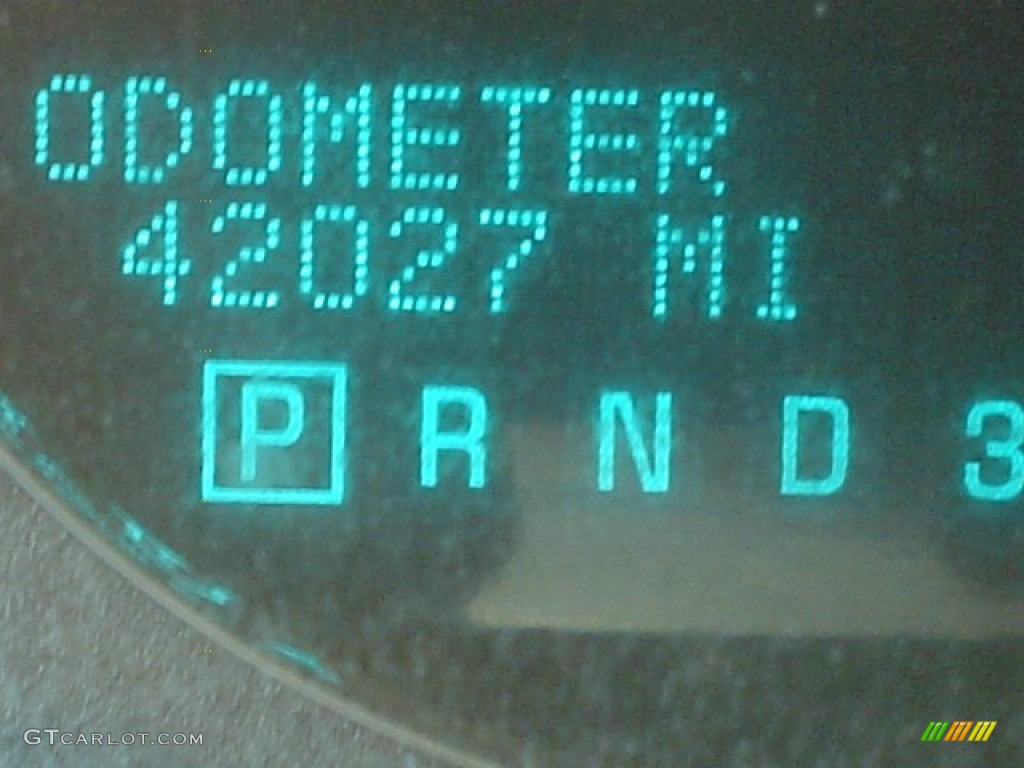 ODOMETER
42027 MI
P R N D 3
GTCARLOT.COM